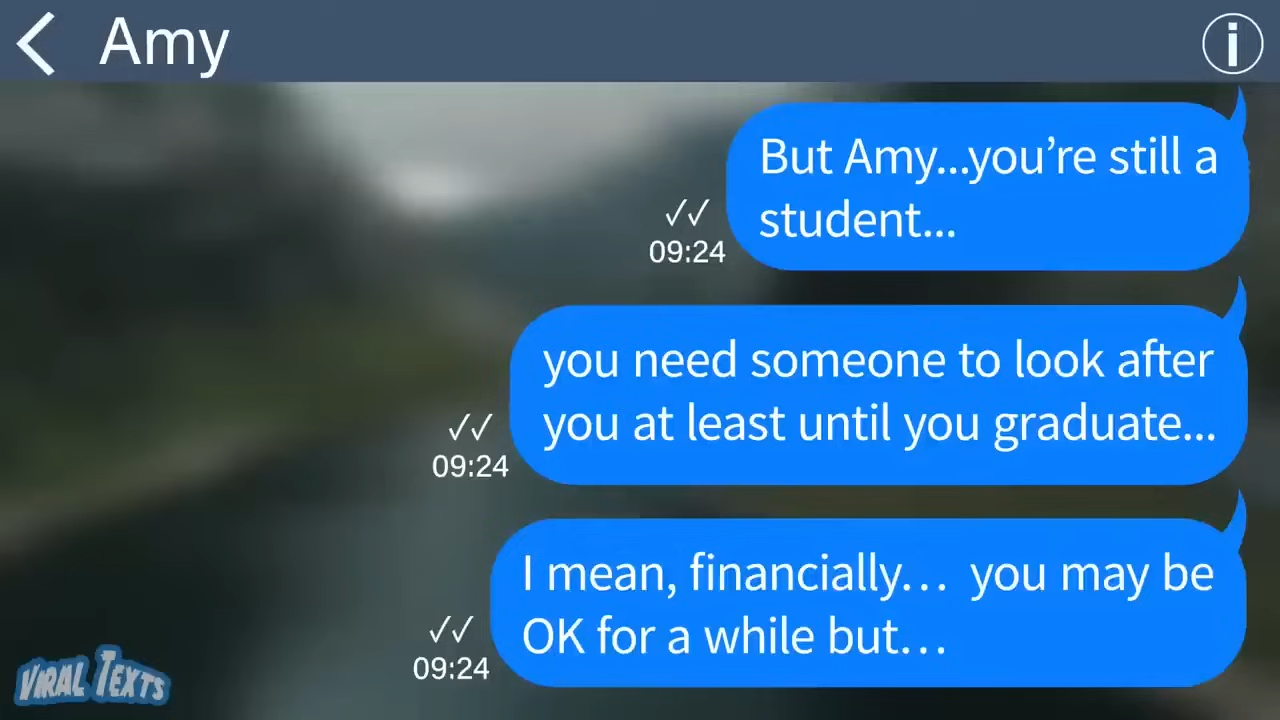 Amy
But Amy...you’re still a
student...
✓✓
09:24
you need someone to look after
you at least until you graduate...
✓✓
09:24
I mean, financially… you may be
OK for a while but…
✓✓
09:24
VIRAL TEXTS